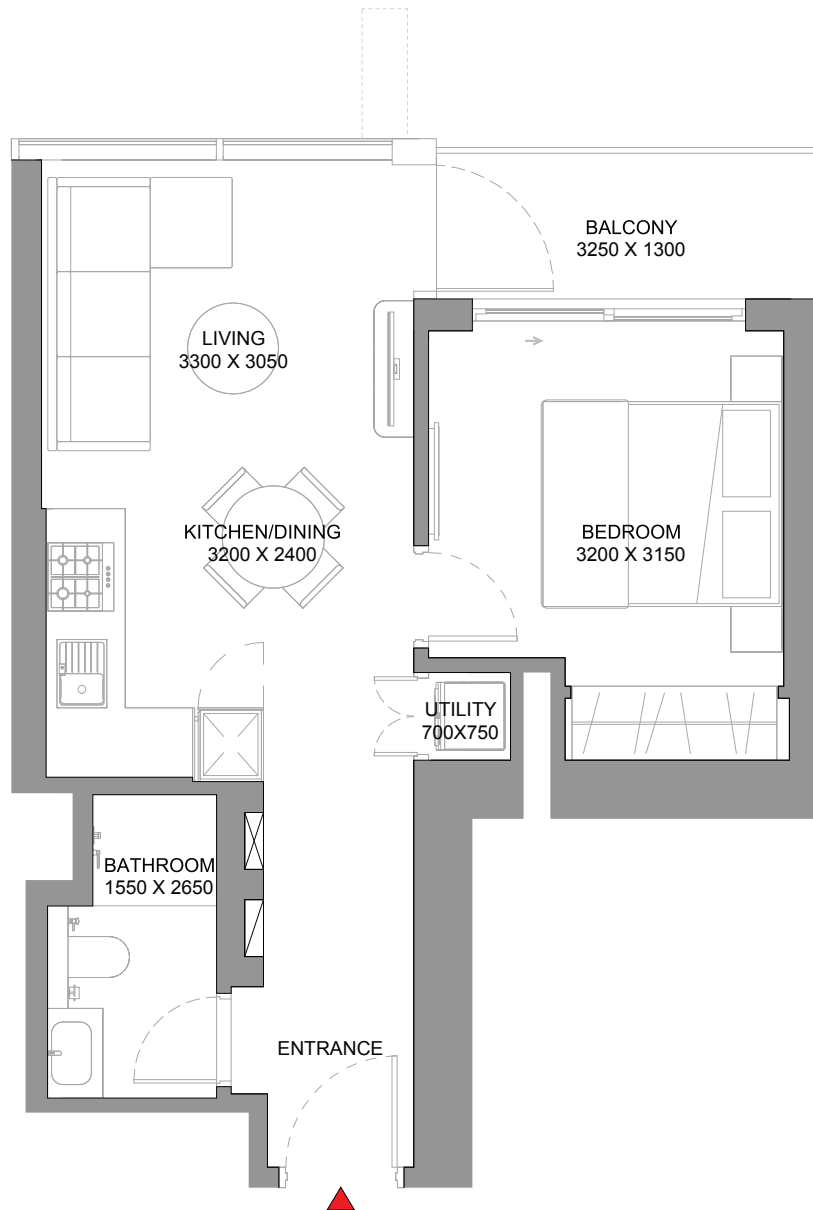 BALCONY
3250 X 1300
LIVING
3300 X 3050
KITCHEN/DINING
3200 X 2400
BEDROOM
3200 X 3150
UTILITY
700X750
BATHROOM
1550 X 2650
ENTRANCE